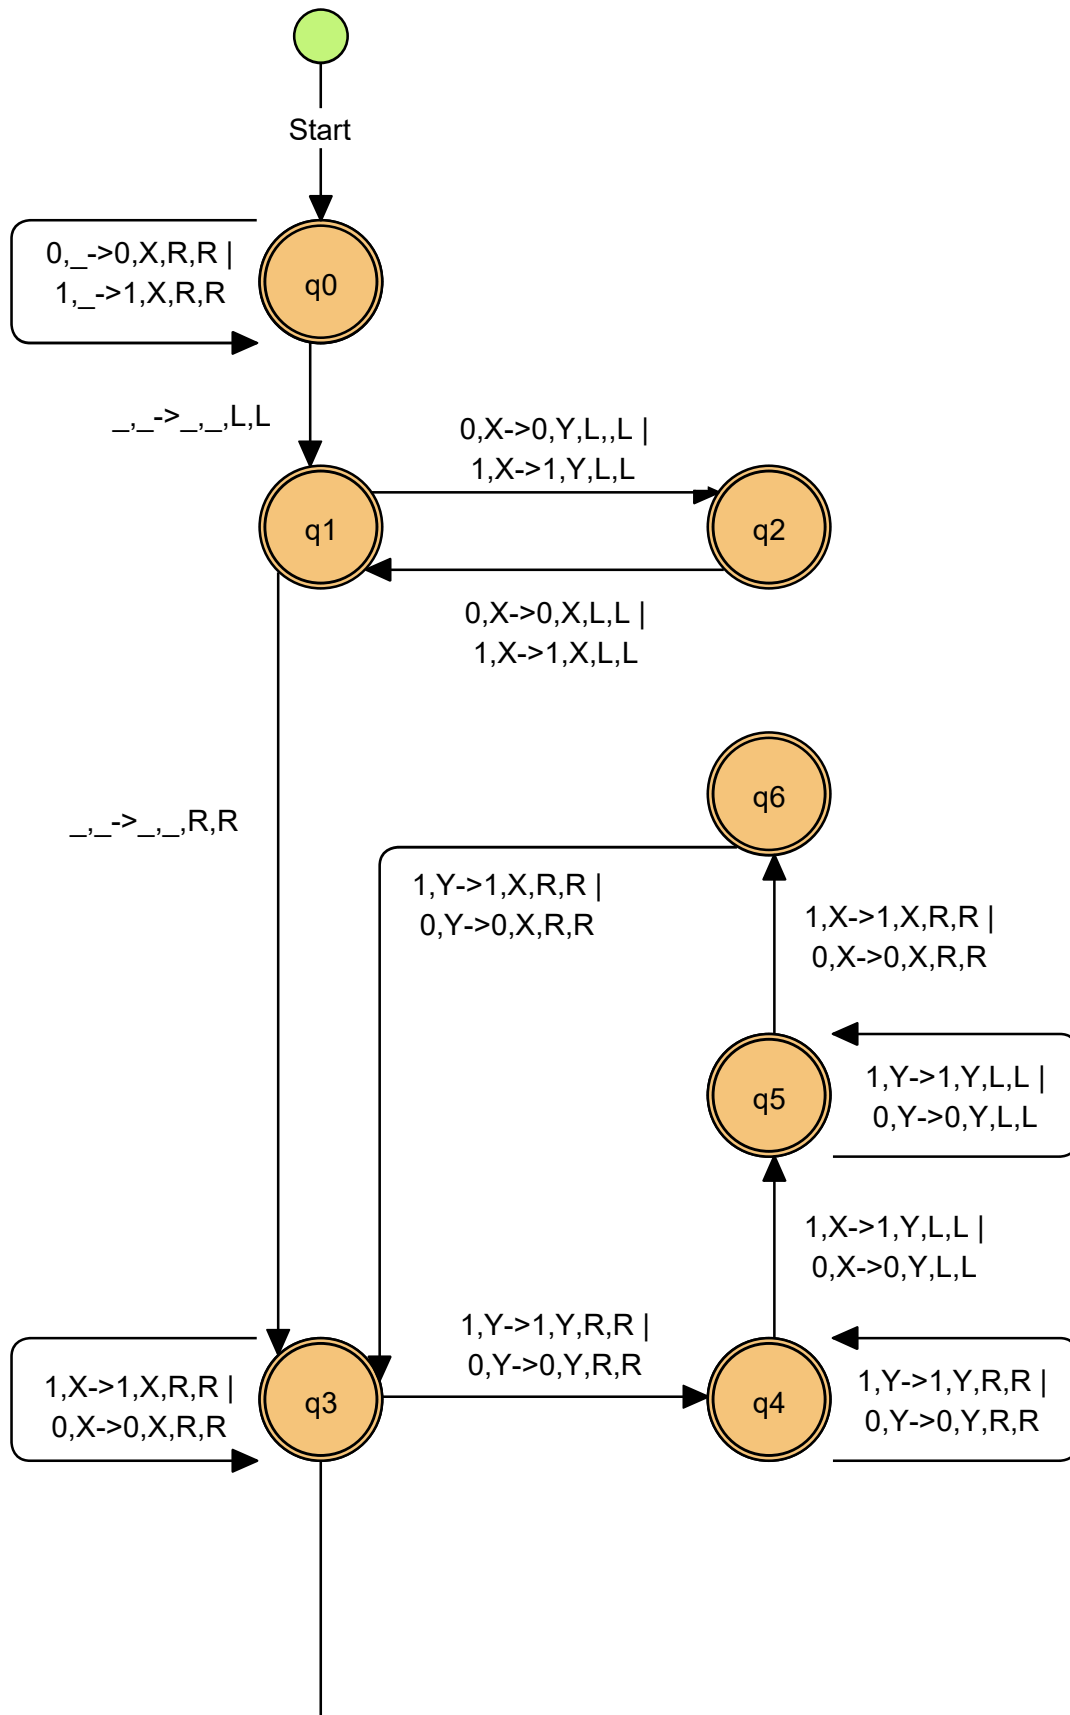 Start
0,_->0,X,R,R |
1,_->1,X,R,R
q0
_,_->_,_,L,L
0,X->0,Y,L,,L |
1,X->1,Y,L,L
q1
q2
0,X->0,X,L,L |
1,X->1,X,L,L
q6
_,_->_,_,R,R
1,Y->1,X,R,R |
0,Y->0,X,R,R
1,X->1,X,R,R |
0,X->0,X,R,R
q5
1,Y->1,Y,L,L |
0,Y->0,Y,L,L
1,X->1,Y,L,L |
0,X->0,Y,L,L
1,X->1,X,R,R |
0,X->0,X,R,R
q3
1,Y->1,Y,R,R |
0,Y->0,Y,R,R
q4
1,Y->1,Y,R,R |
0,Y->0,Y,R,R